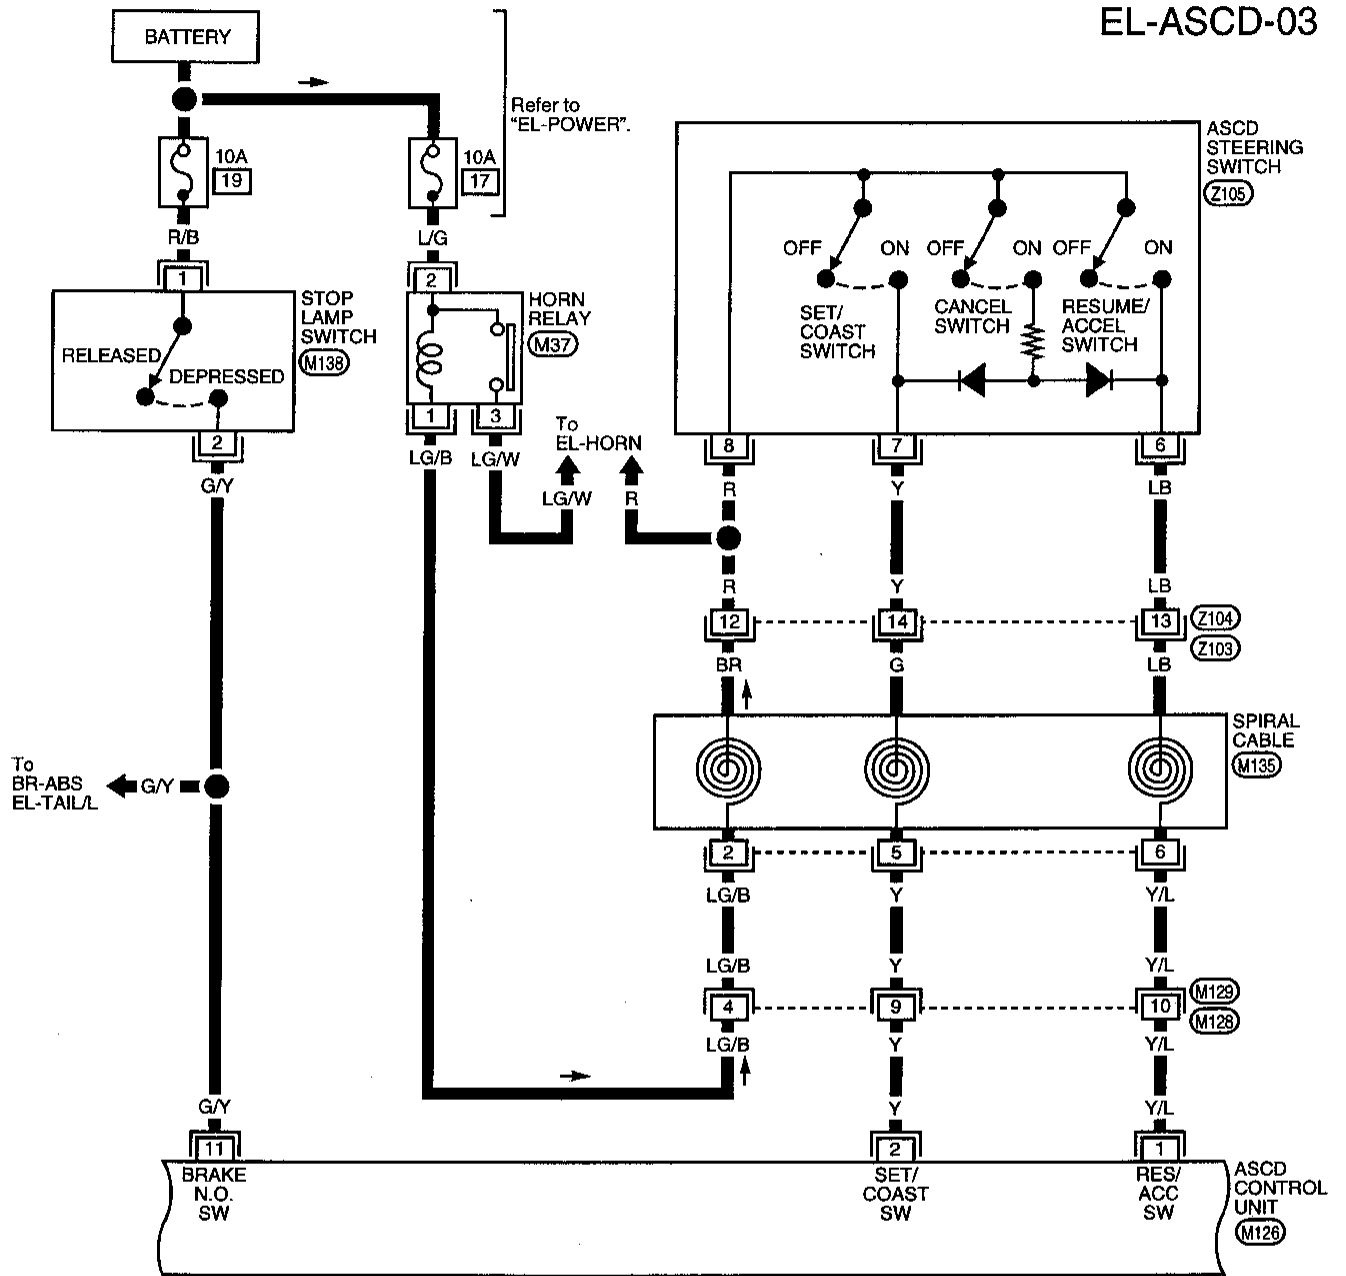 EL-ASCD-03
BATTERY
Refer to
"EL-POWER".
10A
19
10A
17
R/B
L/G
1
2
STOP
LAMP
SWITCH
M138
RELEASED
DEPRESSED
2
HORN
RELAY
M37
1
3
ASCD
STEERING
SWITCH
Z105
OFF
ON
OFF
ON
OFF
ON
SET/
COAST
SWITCH
CANCEL
SWITCH
RESUME/
ACCEL
SWITCH
8
7
6
G/Y
LG/B
LG/W
To
EL-HORN
LG/W
R
R
Y
LB
R
Y
LB
12
14
13
Z104
Z103
BR
G
LB
SPIRAL
CABLE
M135
To
BR-ABS
EL-TAIL/L
G/Y
2
5
6
LG/B
Y
Y/L
LG/B
Y
Y/L
4
9
10
M129
M128
LG/B
Y
Y/L
G/Y
Y
Y/L
11
2
1
BRAKE
N.O.
SW
SET/
COAST
SW
RES/
ACC
SW
ASCD
CONTROL
UNIT
M126